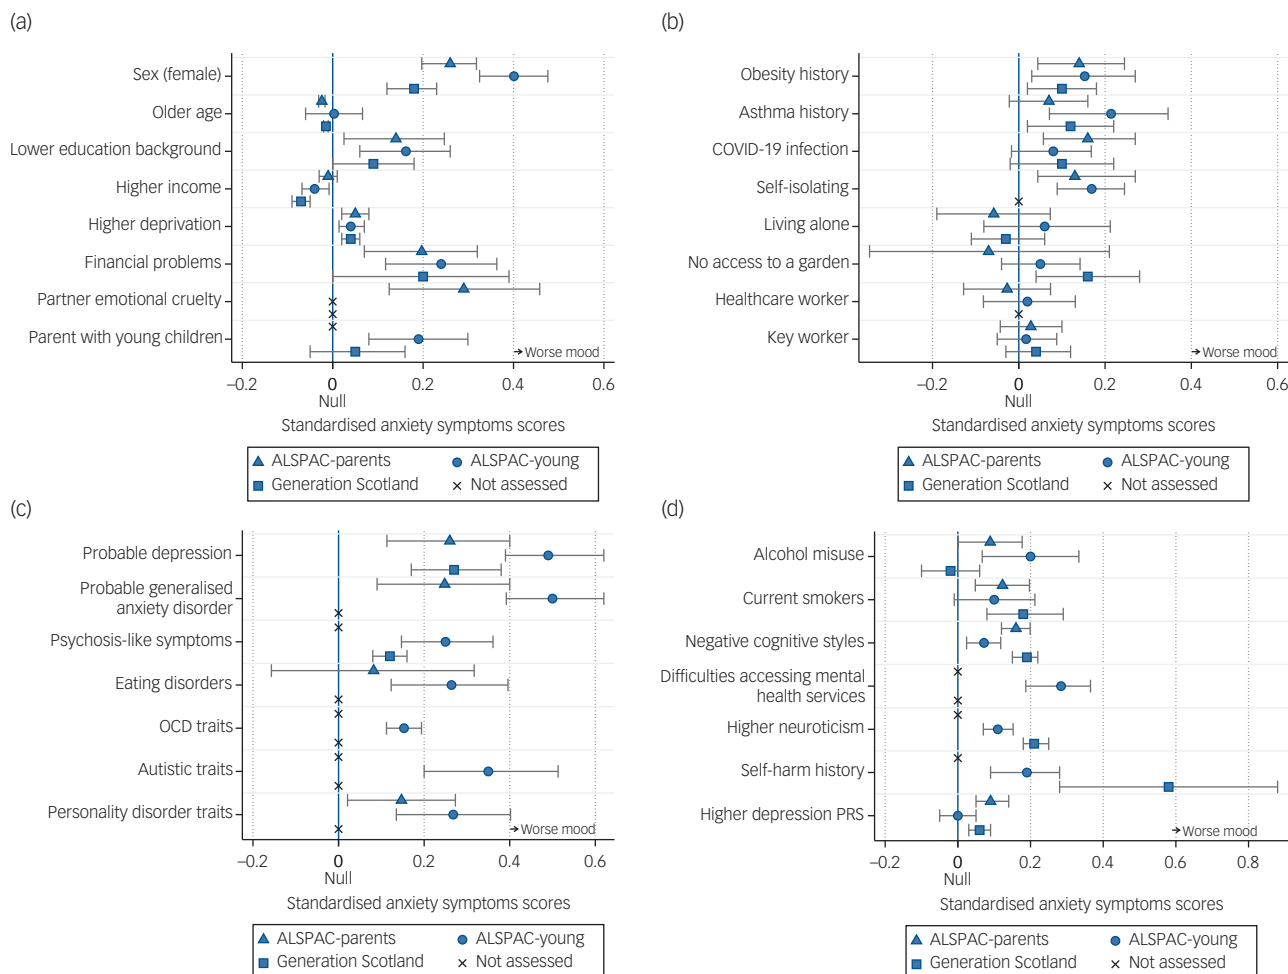 (a)
Sex (female)
Older age
Lower education background
Higher income
Higher deprivation
Financial problems
Partner emotional cruelty
Parent with young children
Worse mood
−0.2
0
0.2
0.4
0.6
Null
Standardised anxiety symptoms scores
ALSPAC-parents
ALSPAC-young
Generation Scotland
Not assessed
(b)
Obesity history
Asthma history
COVID-19 infection
Self-isolating
Living alone
No access to a garden
Healthcare worker
Key worker
Worse mood
−0.2
0
0.2
0.4
0.6
Null
Standardised anxiety symptoms scores
ALSPAC-parents
ALSPAC-young
Generation Scotland
Not assessed
(c)
Probable depression
Probable generalised
anxiety disorder
Psychosis-like symptoms
Eating disorders
OCD traits
Autistic traits
Personality disorder traits
Worse mood
−0.2
0
0.2
0.4
0.6
Null
Standardised anxiety symptoms scores
ALSPAC-parents
ALSPAC-young
Generation Scotland
Not assessed
(d)
Alcohol misuse
Current smokers
Negative cognitive styles
Difficulties accessing mental
health services
Higher neuroticism
Self-harm history
Higher depression PRS
Worse mood
−0.2
0
0.2
0.4
0.6
0.8
Null
Standardised anxiety symptoms scores
ALSPAC-parents
ALSPAC-young
Generation Scotland
Not assessed